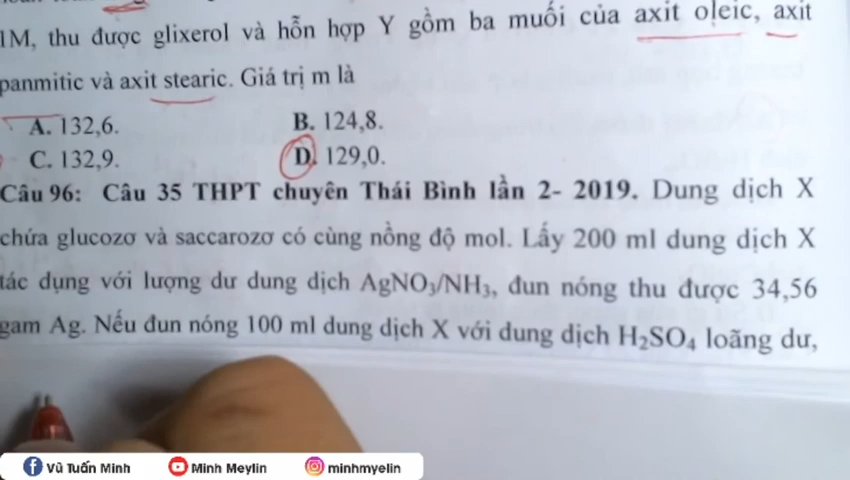 1M, thu được glixerol và hỗn hợp Y gồm ba muối của axit oleic, axit
panmitic và axit stearic. Giá trị m là
A. 132,6. B. 124,8.
C. 132,9. D. 129,0.
Câu 96: Câu 35 THPT chuyên Thái Bình lần 2- 2019. Dung dịch X
chứa glucozơ và saccarozơ có cùng nồng độ mol. Lấy 200 ml dung dịch X
tác dụng với lượng dư dung dịch AgNO₃/NH₃, đun nóng thu được 34,56
gam Ag. Nếu đun nóng 100 ml dung dịch X với dung dịch H₂SO₄ loãng dư,
Vũ Tuấn Minh Minh Meylin minhmyelin